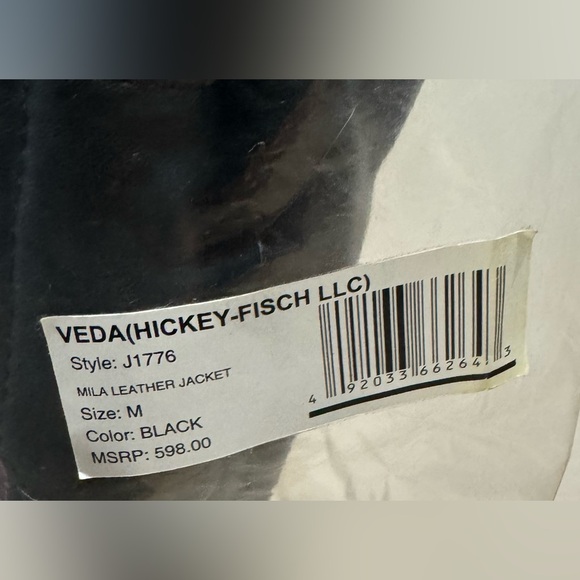 VEDA(HICKEY-FISCH LLC)
Style: J1776
MILA LEATHER JACKET
Size: M
Color: BLACK
MSRP: 598.00
4 92033 66264 3